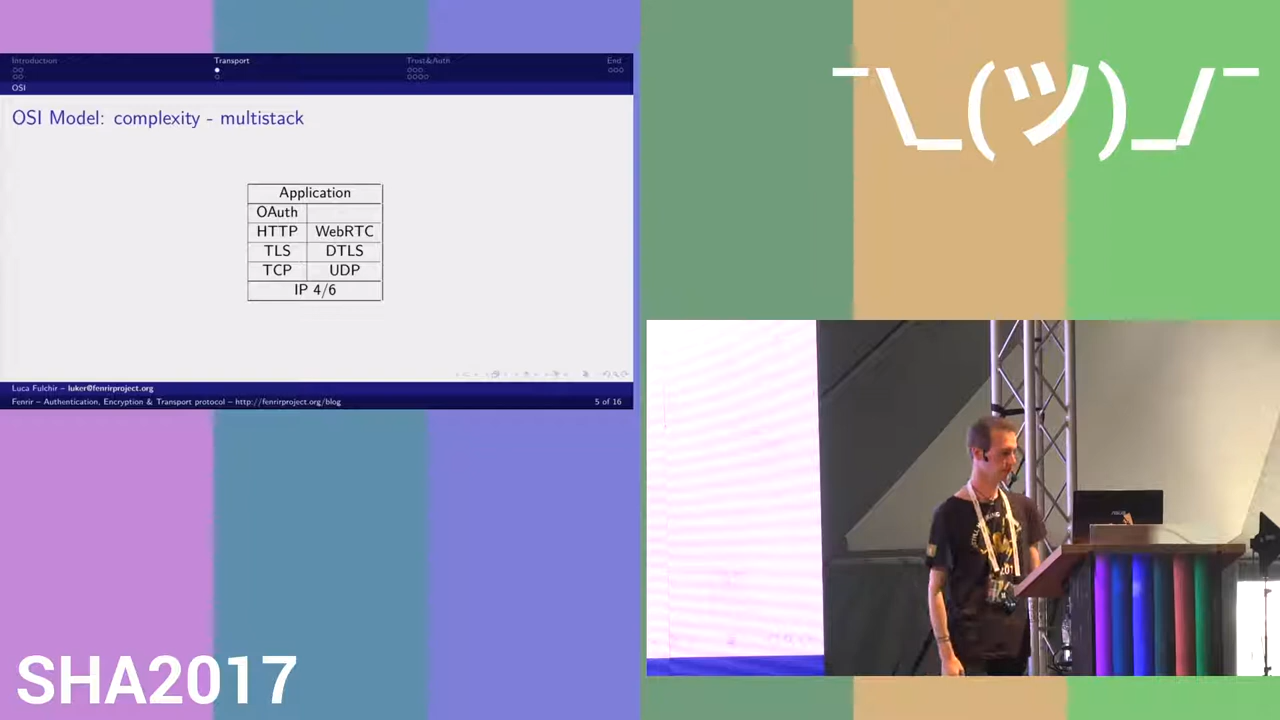 Introduction
Transport
Trust&Auth
End
OSI
OSI Model: complexity - multistack
Application
OAuth
HTTP WebRTC
TLS DTLS
TCP UDP
IP 4/6
Luca Fulchir – luker@fenrirproject.org
Fenrir – Authentication, Encryption & Transport protocol – http://fenrirproject.org/blog
5 of 16
¯\_(ツ)_/¯
SHA2017